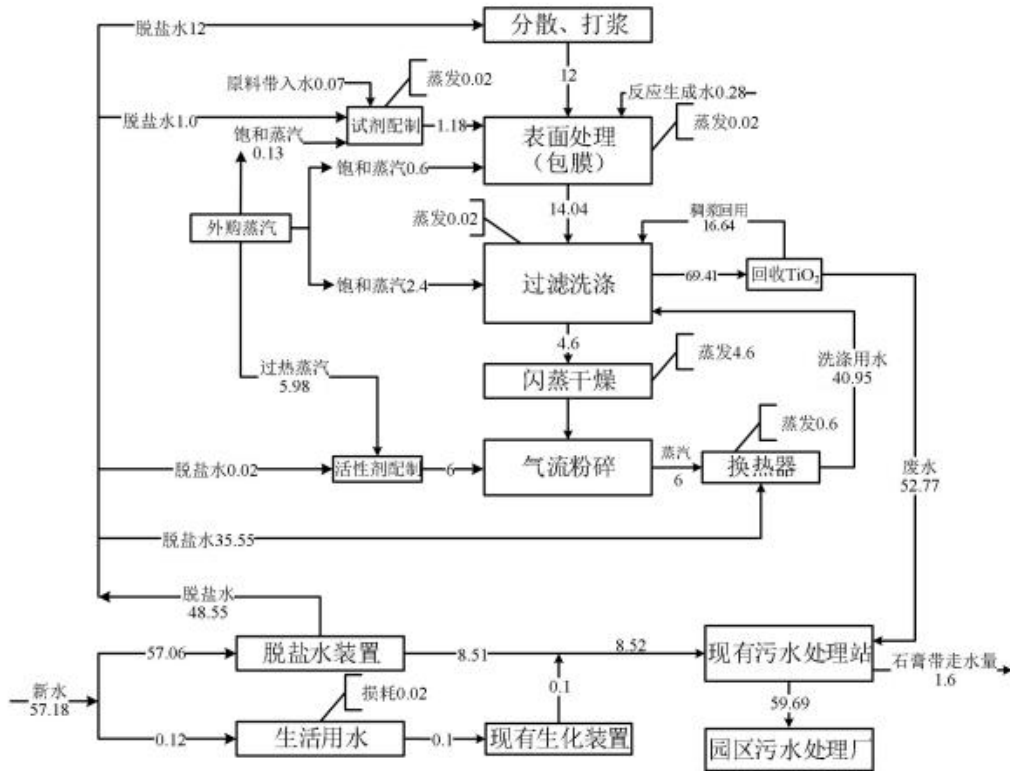 脱盐水12
分散、打浆
12
原料带入水0.07
蒸发0.02
反应生成水0.28
脱盐水1.0
试剂配制
1.18
表面处理
（包膜）
蒸发0.02
饱和蒸汽
0.13
饱和蒸汽0.6
14.04
外购蒸汽
蒸发0.02
稠浆回用
16.64
饱和蒸汽2.4
过滤洗涤
69.41
回收TiO₂
4.6
过热蒸汽
5.98
闪蒸干燥
蒸发4.6
洗涤用水
40.95
蒸发0.6
脱盐水0.02
活性剂配制
6
气流粉碎
蒸汽
6
换热器
废水
52.77
脱盐水35.55
脱盐水
48.55
57.06
脱盐水装置
8.51
8.52
现有污水处理站
石膏带走水量
1.6
新水
57.18
损耗0.02
0.1
59.69
0.12
生活用水
0.1
现有生化装置
园区污水处理厂